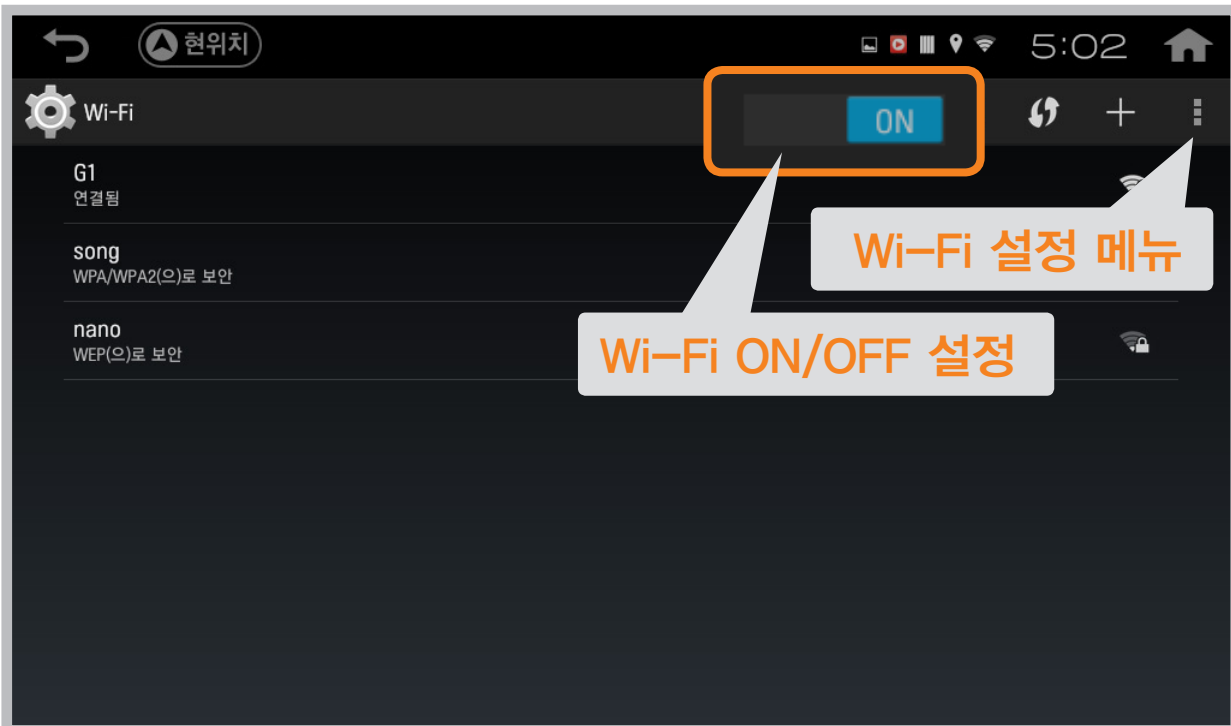 현위치
5:02
Wi-Fi
ON
G1
연결됨
Wi-Fi 설정 메뉴
song
WPA/WPA2(으)로 보안
Wi-Fi ON/OFF 설정
nano
WEP(으)로 보안